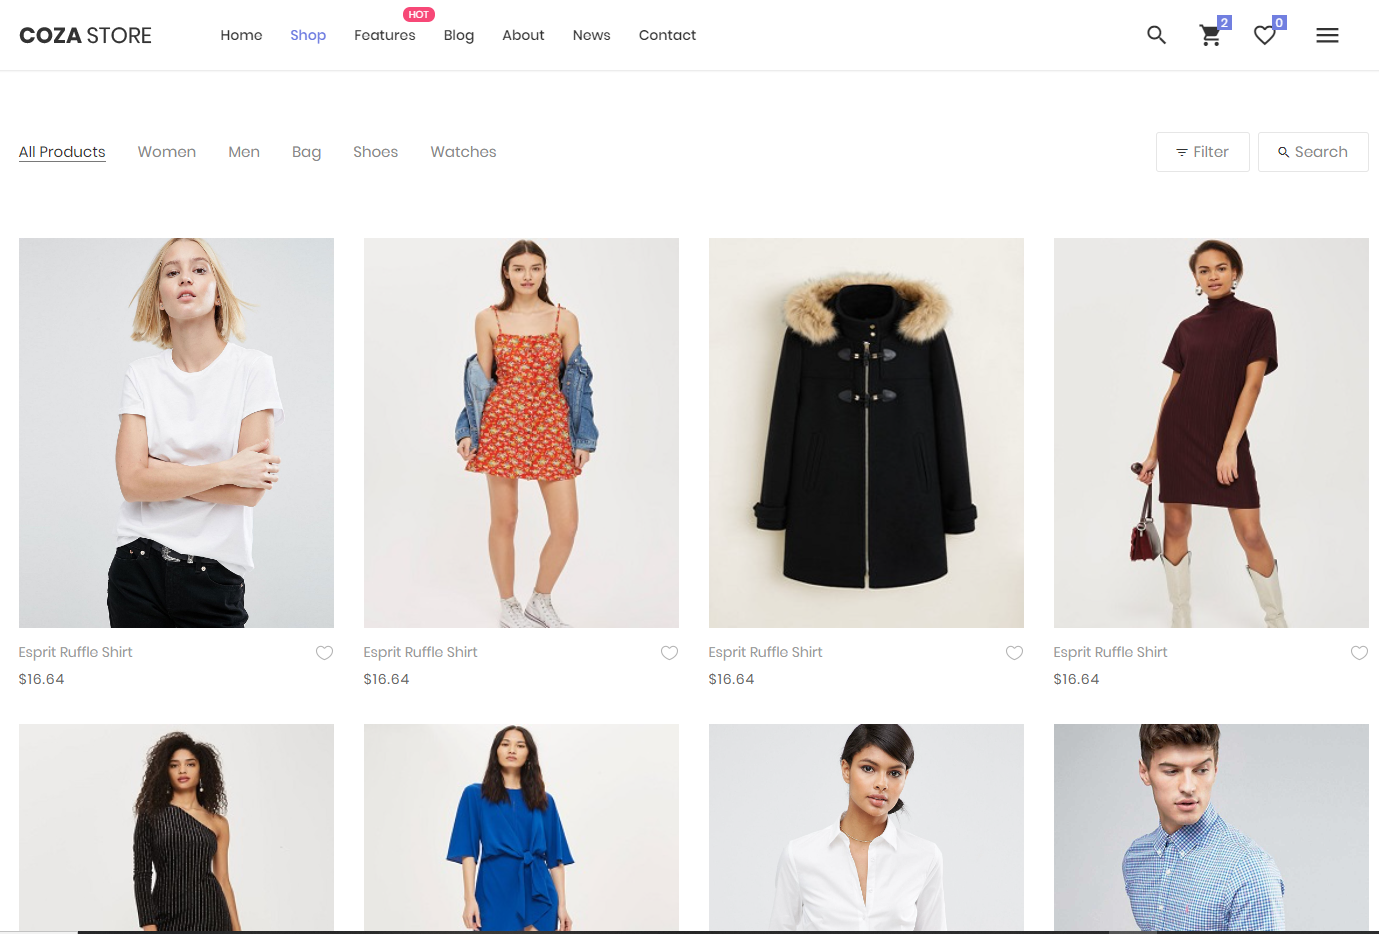 COZA STORE Home Shop Features HOT Blog About News Contact 2 0
All Products Women Men Bag Shoes Watches Filter Search
Esprit Ruffle Shirt Esprit Ruffle Shirt Esprit Ruffle Shirt Esprit Ruffle Shirt
$16.64 $16.64 $16.64 $16.64